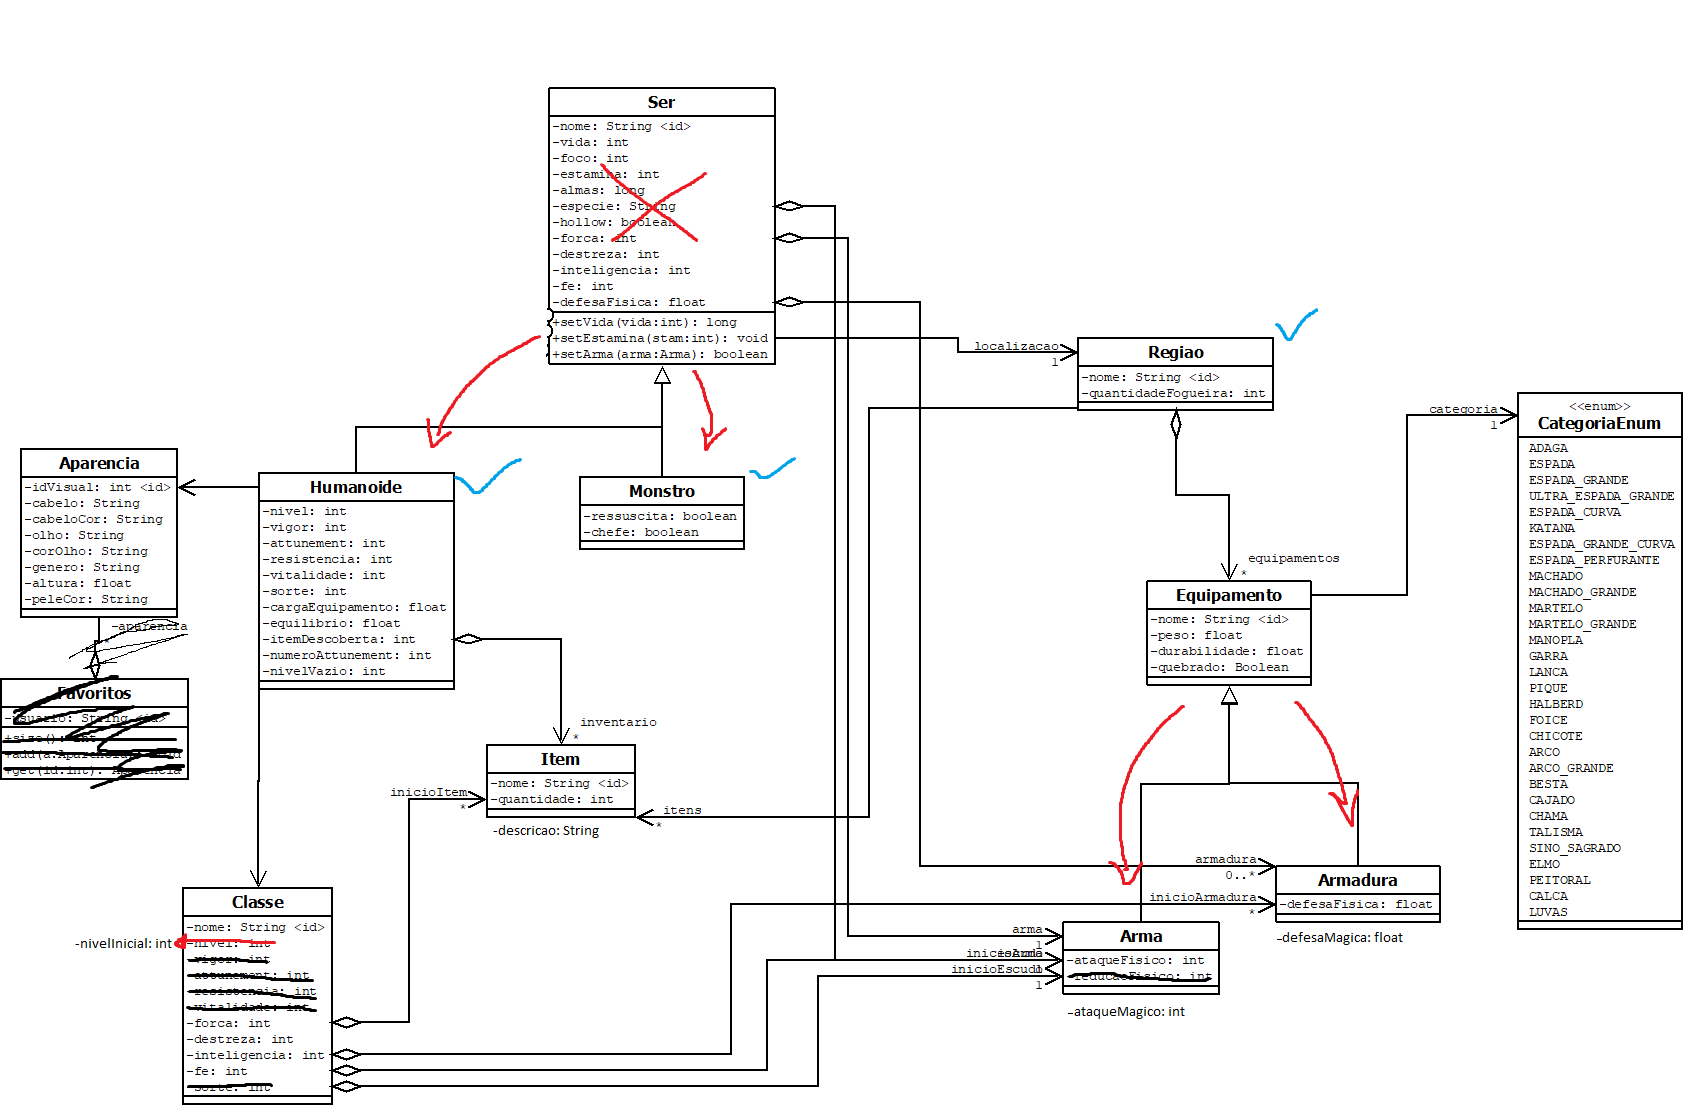 Ser
-nome: String <id>
-vida: int
-foco: int
-estamina: int
-almas: long
-especie: String
-hollow: boolean
-forca: int
-destreza: int
-inteligencia: int
-fe: int
-defesaFisica: float
+setVida(vida:int): long
+setEstamina(stam:int): void
+setArma(arma:Arma): boolean
localizacao
1
Regiao
-nome: String <id>
-quantidadeFogueira: int
categoria
1
<<enum>>
CategoriaEnum
ADAGA
ESPADA
ESPADA_GRANDE
ULTRA_ESPADA_GRANDE
ESPADA_CURVA
KATANA
ESPADA_GRANDE_CURVA
ESPADA_PERFURANTE
MACHADO
MACHADO_GRANDE
MARTELO
MARTELO_GRANDE
MANOPLA
GARRA
LANCA
PIQUE
HALBERD
FOICE
CHICOTE
ARCO
ARCO_GRANDE
BESTA
CAJADO
CHAMA
TALISMA
SINO_SAGRADO
ELMO
PEITORAL
CALCA
LUVAS
Aparencia
-idVisual: int <id>
-cabelo: String
-cabeloCor: String
-olho: String
-corOlho: String
-genero: String
-altura: float
-peleCor: String
-aparencia
*
Humanoide
-nivel: int
-vigor: int
-attunement: int
-resistencia: int
-vitalidade: int
-sorte: int
-cargaEquipamento: float
-equilibrio: float
-itemDescoberta: int
-numeroAttunement: int
-nivelVazio: int
Monstro
-ressuscita: boolean
-chefe: boolean
equipamentos
*
Equipamento
-nome: String <id>
-peso: float
-durabilidade: float
-quebrado: Boolean
Favoritos
-usuario: String <id>
+size(): int
+add(a:Aparencia): void
+get(id:int): Aparencia
inventario
*
Item
-nome: String <id>
-quantidade: int
-descricao: String
inicioItem
*
itens
*
Classe
-nome: String <id>
-nivelInicial: int
-nivel: int
-vigor: int
-attunement: int
-resistencia: int
-vitalidade: int
-forca: int
-destreza: int
-inteligencia: int
-fe: int
-sorte: int
armadura
0..*
inicioArmadura
*
Armadura
-defesaFisica: float
-defesaMagica: float
arma
1
inicioEscudo
1
Arma
-ataqueFisico: int
-reducaoFisico: int
-ataqueMagico: int